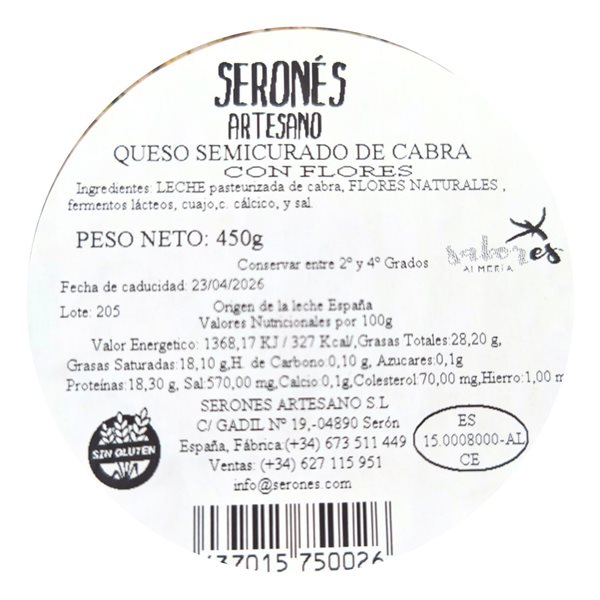 SERONÉS
ARTESANO
QUESO SEMICURADO DE CABRA
CON FLORES
Ingredientes: LECHE pasteurizada de cabra, FLORES NATURALES ,
fermentos lácteos, cuajo,c. cálcico, y sal.
PESO NETO: 450g
sabores
ALMERÍA
Conservar entre 2º y 4º Grados
Fecha de caducidad: 23/04/2026
Lote: 205
Origen de la leche España
Valores Nutricionales por 100g
Valor Energetico: 1368,17 KJ / 327 Kcal/,Grasas Totales:28,20 g,
Grasas Saturadas:18,10 g,H. de Carbono:0,10 g, Azucares:0,1g
Proteínas:18,30 g, Sal:570,00 mg,Calcio 0,1g,Colesterol:70,00 mg,Hierro:1,00 m
SERONES ARTESANO S.L
C/ GADIL Nº 19,-04890 Serón
España, Fábrica:(+34) 673 511 449
Ventas: (+34) 627 115 951
info@serones.com
SIN GLUTEN
ES
15.0008000-AL
CE
437015 750026